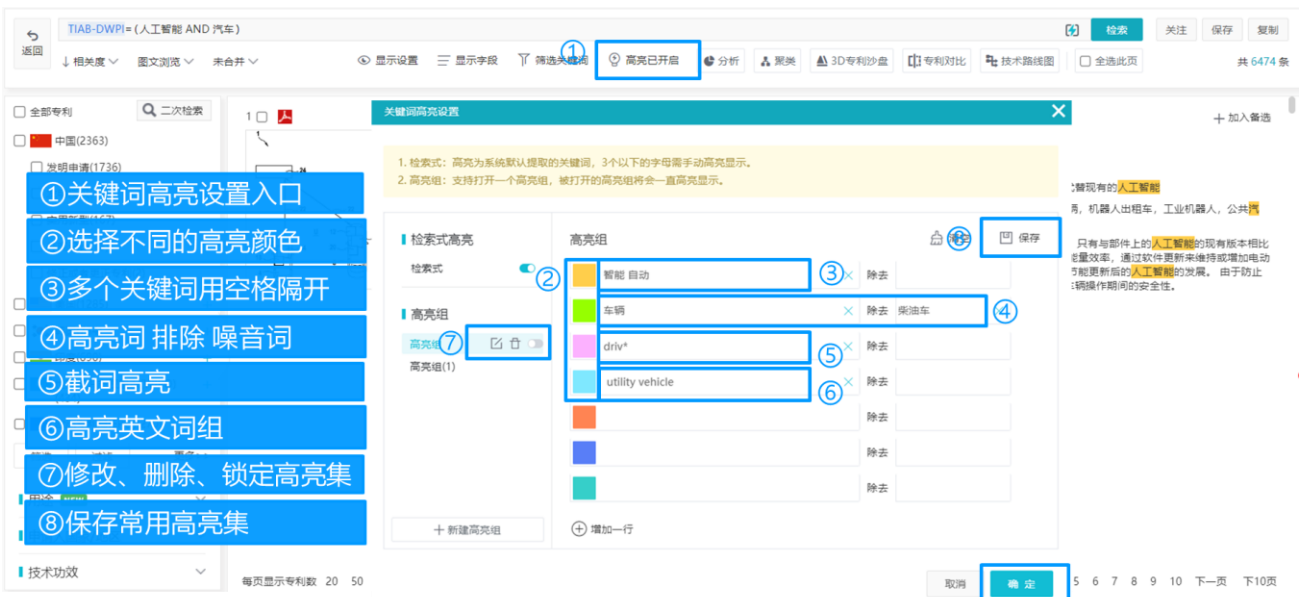 TIAB-DWPI=(人工智能 AND 汽车)
检索
关注
保存
复制
返回
↓相关度
图文浏览
未合并
显示设置
显示字段
筛选关键词
①
高亮已开启
分析
聚类
3D专利沙盘
专利对比
技术路线图
全选此页
共 6474 条
全部专利
二次检索
中国(2363)
发明申请(1736)
1
关键词高亮设置
+ 加入备选
1. 检索式：高亮为系统默认提取的关键词，3个以下的字母需手动高亮显示。
2. 高亮组：支持打开一个高亮组，被打开的高亮组将会一直高亮显示。
①关键词高亮设置入口
②选择不同的高亮颜色
③多个关键词用空格隔开
④高亮词 排除 噪音词
⑤截词高亮
⑥高亮英文词组
⑦修改、删除、锁定高亮集
⑧保存常用高亮集
技术功效
检索式高亮
检索式
高亮组
⑦
高亮组(1)
+ 新建高亮组
高亮组
⑧
保存
②
智能 自动
③
除去
车辆
除去 柴油车
④
driv*
⑤
除去
utility vehicle
⑥
除去
除去
除去
除去
增加一行
取消
确 定
替现有的人工智能
机器人出租车，工业机器人，公共汽
只有与部件上的人工智能的现有版本相比
能量效率，通过软件更新来维持或增加电动
节能更新后的人工智能的发展。 由于防止
车辆操作期间的安全性。
每页显示专利数 20 50
5 6 7 8 9 10 下一页 下10页